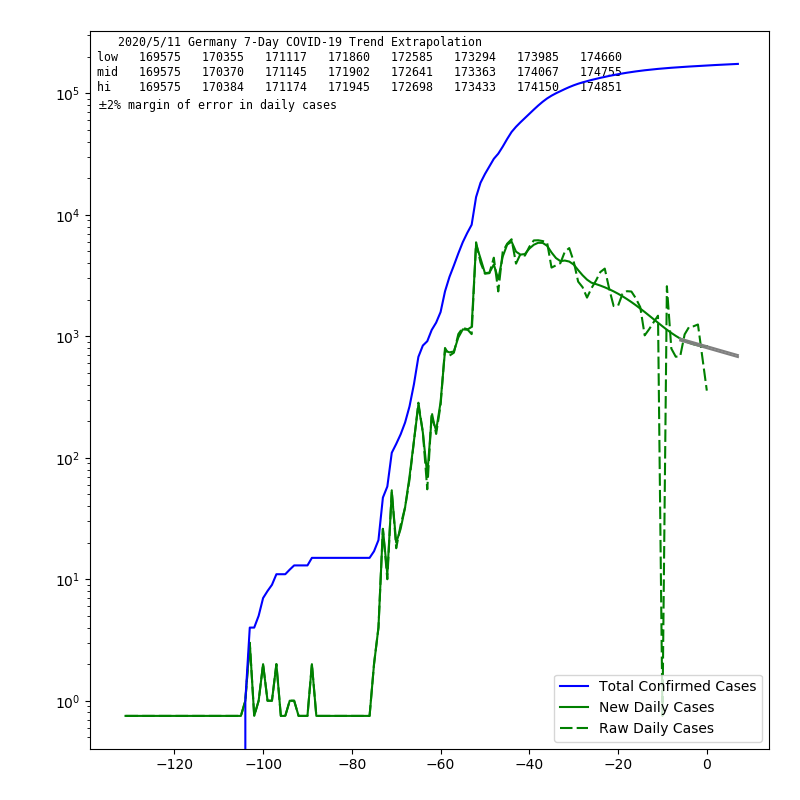 2020/5/11 Germany 7-Day COVID-19 Trend Extrapolation
low 169575 170355 171117 171860 172585 173294 173985 174660
mid 169575 170370 171145 171902 172641 173363 174067 174755
hi 169575 170384 171174 171945 172698 173433 174150 174851
±2% margin of error in daily cases
10⁵
10⁴
10³
10²
10¹
10⁰
Total Confirmed Cases
New Daily Cases
Raw Daily Cases
−120 −100 −80 −60 −40 −20 0